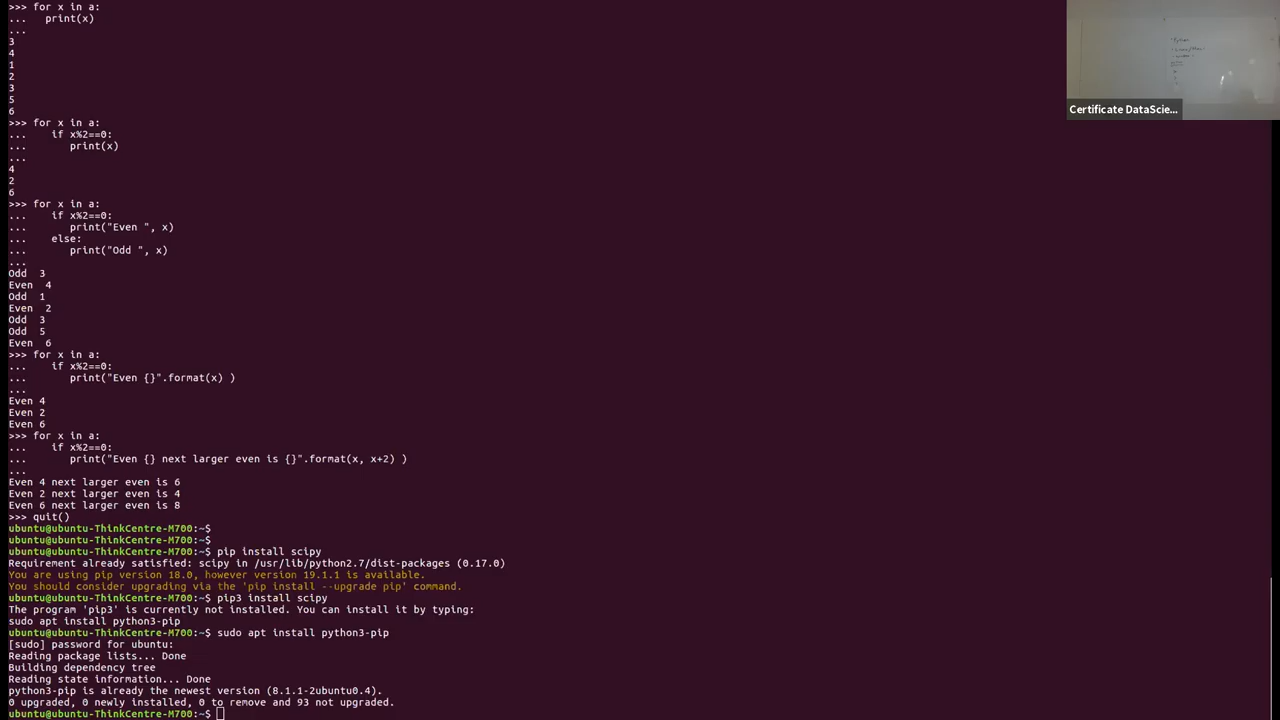 >>> for x in a:
...   print(x)
...
3
4
1
2
3
5
6
>>> for x in a:
...    if x%2==0:
...       print(x)
...
4
2
6
>>> for x in a:
...    if x%2==0:
...       print("Even ", x)
...    else:
...       print("Odd ", x)
...
Odd  3
Even  4
Odd  1
Even  2
Odd  3
Odd  5
Even  6
>>> for x in a:
...    if x%2==0:
...       print("Even {}".format(x) )
...
Even 4
Even 2
Even 6
>>> for x in a:
...    if x%2==0:
...       print("Even {} next larger even is {}".format(x, x+2) )
...
Even 4 next larger even is 6
Even 2 next larger even is 4
Even 6 next larger even is 8
>>> quit()
ubuntu@ubuntu-ThinkCentre-M700:~$
ubuntu@ubuntu-ThinkCentre-M700:~$
ubuntu@ubuntu-ThinkCentre-M700:~$ pip install scipy
Requirement already satisfied: scipy in /usr/lib/python2.7/dist-packages (0.17.0)
You are using pip version 18.0, however version 19.1.1 is available.
You should consider upgrading via the 'pip install --upgrade pip' command.
ubuntu@ubuntu-ThinkCentre-M700:~$ pip3 install scipy
The program 'pip3' is currently not installed. You can install it by typing:
sudo apt install python3-pip
ubuntu@ubuntu-ThinkCentre-M700:~$ sudo apt install python3-pip
[sudo] password for ubuntu:
Reading package lists... Done
Building dependency tree
Reading state information... Done
python3-pip is already the newest version (8.1.1-2ubuntu0.4).
0 upgraded, 0 newly installed, 0 to remove and 93 not upgraded.
ubuntu@ubuntu-ThinkCentre-M700:~$
Certificate DataScie...